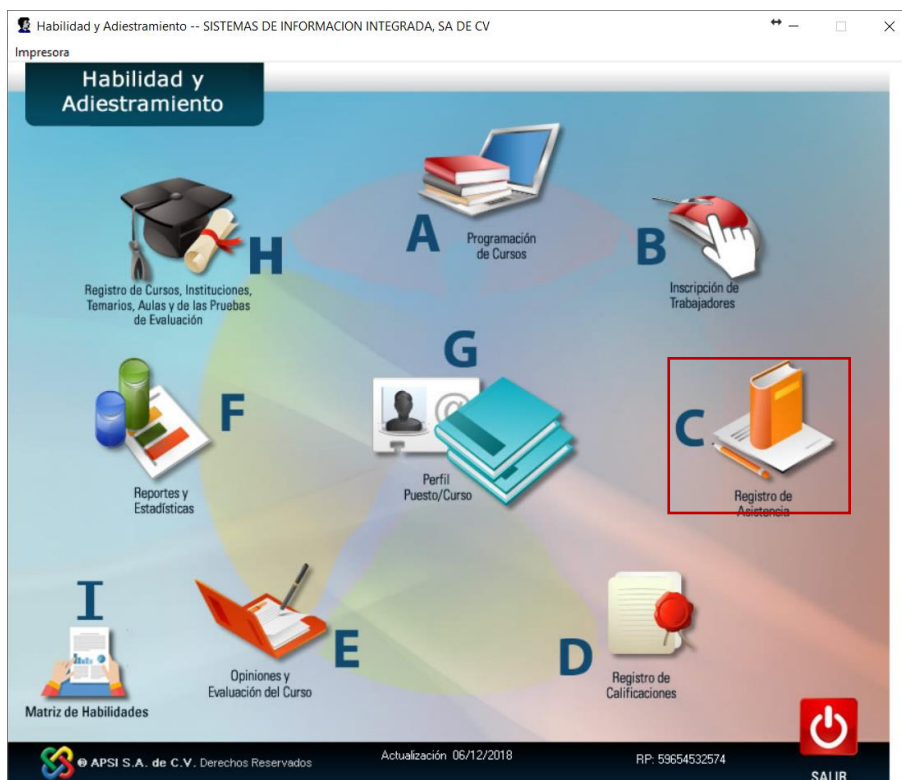 Habilidad y Adiestramiento -- SISTEMAS DE INFORMACION INTEGRADA, SA DE CV
Impresora
Habilidad y
Adiestramiento
A
Programación
de Cursos
B
Inscripción de
Trabajadores
H
Registro de Cursos, Instituciones,
Temarios, Aulas y de las Pruebas
de Evaluación
G
@
Perfil
Puesto/Curso
C
Registro de
Asistencia
F
Reportes y
Estadísticas
I
Matriz de Habilidades
E
Opiniones y
Evaluación del Curso
D
Registro de
Calificaciones
® APSI S.A. de C.V. Derechos Reservados
Actualización 06/12/2018
RP: 59654532574
SALIR